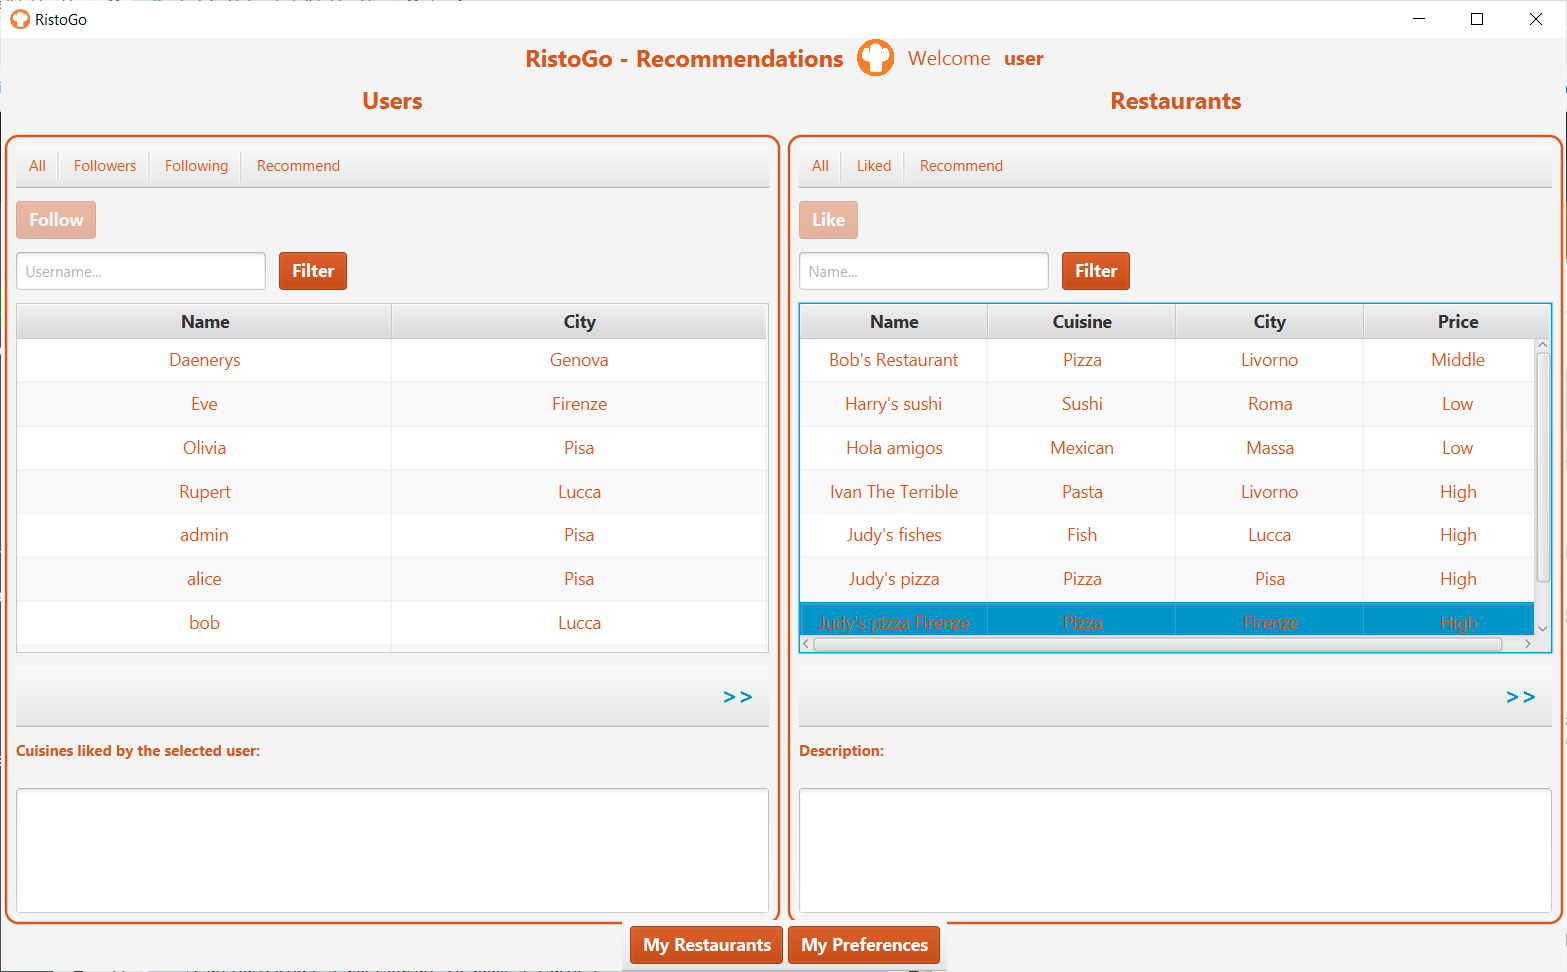 RistoGo
RistoGo - Recommendations Welcome user
Users
All Followers Following Recommend
Follow
Username... Filter
Name City
Daenerys Genova
Eve Firenze
Olivia Pisa
Rupert Lucca
admin Pisa
alice Pisa
bob Lucca
>>
Cuisines liked by the selected user:
Restaurants
All Liked Recommend
Like
Name... Filter
Name Cuisine City Price
Bob's Restaurant Pizza Livorno Middle
Harry's sushi Sushi Roma Low
Hola amigos Mexican Massa Low
Ivan The Terrible Pasta Livorno High
Judy's fishes Fish Lucca High
Judy's pizza Pizza Pisa High
Judy's pizza Firenze Pizza Firenze High
>>
Description:
My Restaurants My Preferences